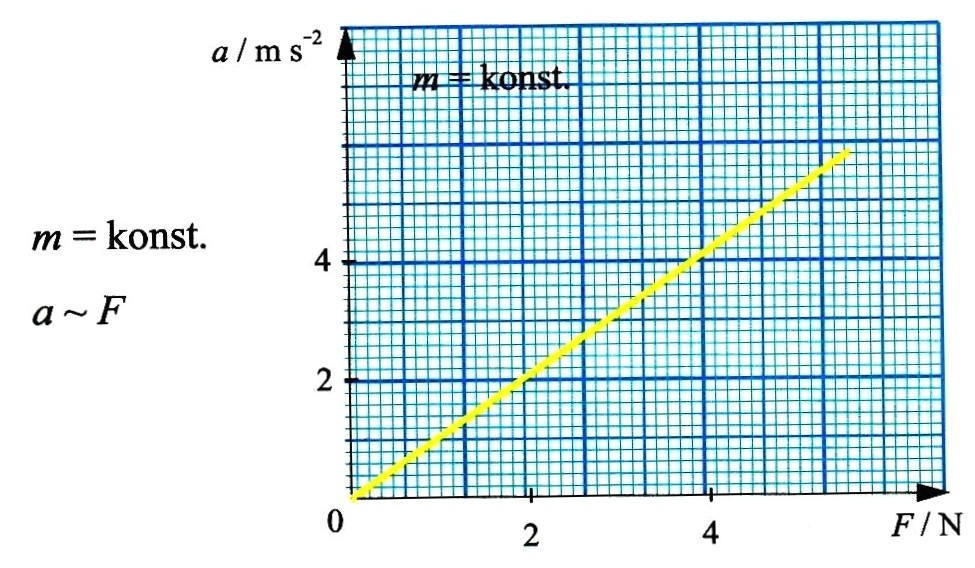 a / m s⁻²
m = konst.
m = konst.
a ~ F
4
2
0
2
4
F / N